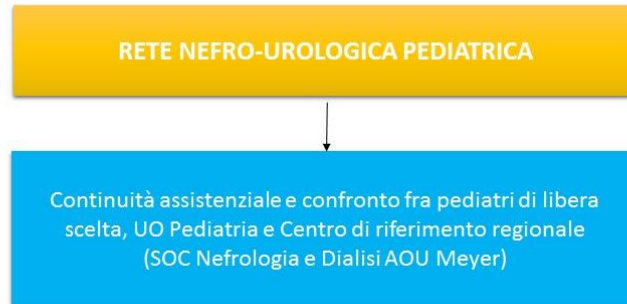 RETE NEFRO-UROLOGICA PEDIATRICA
Continuità assistenziale e confronto fra pediatri di libera
scelta, UO Pediatria e Centro di riferimento regionale
(SOC Nefrologia e Dialisi AOU Meyer)